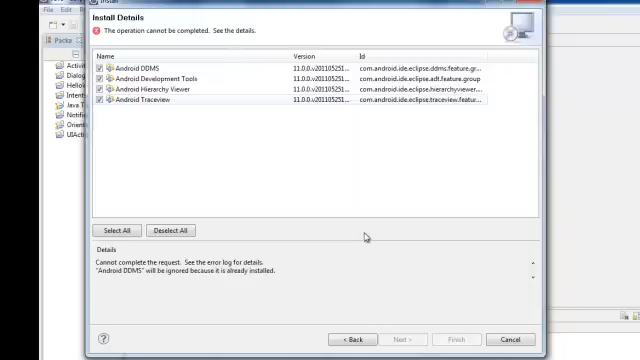 Install
File Edit
Install Details
The operation cannot be completed. See the details.
Packa
Name Version Id
Activit
Dialog
Hello
Java T
Notific
Orient
UIActi
Android DDMS 11.0.0.v201105251... com.android.ide.eclipse.ddms.feature.gr...
Android Development Tools 11.0.0.v201105251... com.android.ide.eclipse.adt.feature.group
Android Hierarchy Viewer 11.0.0.v201105251... com.android.ide.eclipse.hierarchyviewer....
Android Traceview 11.0.0.v201105251... com.android.ide.eclipse.traceview.featur...
Select All Deselect All
Details
Cannot complete the request. See the error log for details.
"Android DDMS" will be ignored because it is already installed.
? < Back Next > Finish Cancel